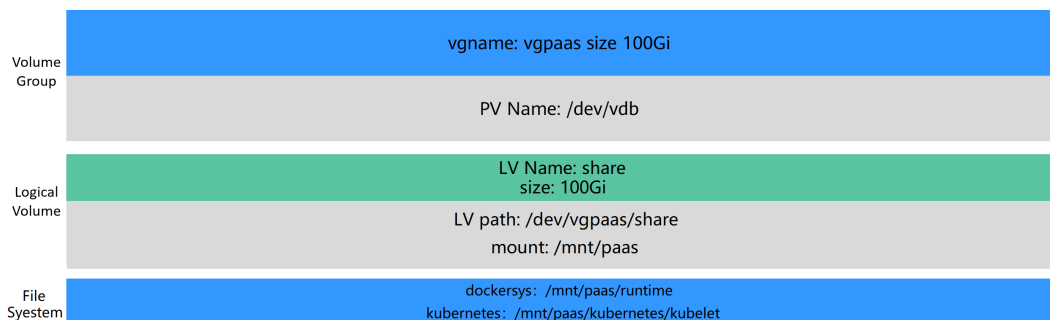 Volume
Group
vgname: vgpaas size 100Gi
PV Name: /dev/vdb
Logical
Volume
LV Name: share
size: 100Gi
LV path: /dev/vgpaas/share
mount: /mnt/paas
File
Syestem
dockersys：/mnt/paas/runtime
kubernetes：/mnt/paas/kubernetes/kubelet